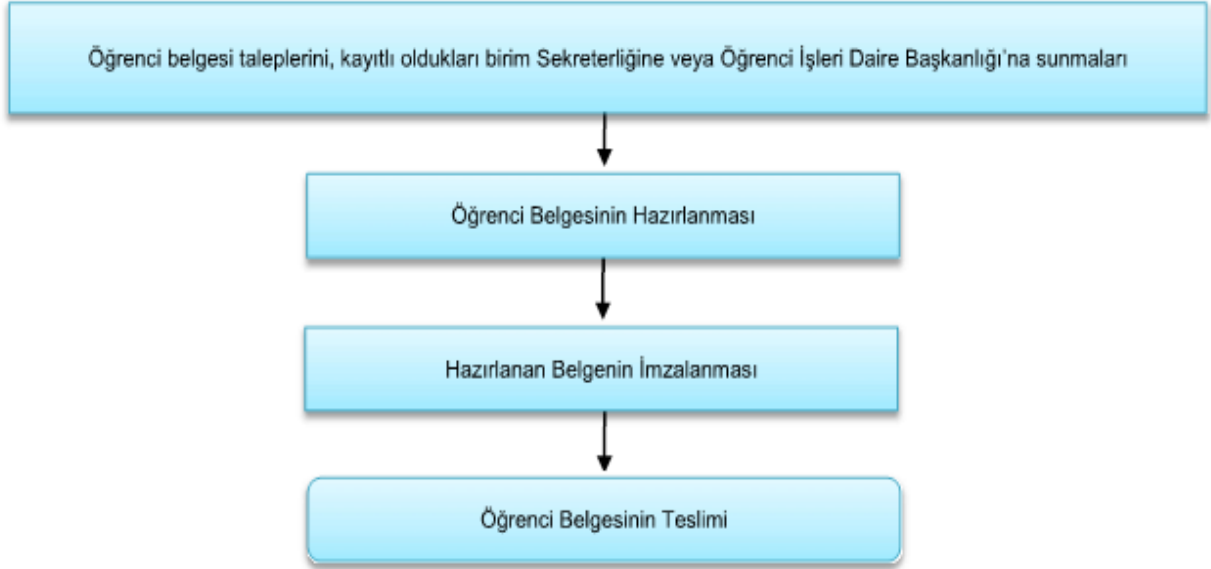 Öğrenci belgesi taleplerini, kayıtlı oldukları birim Sekreterliğine veya Öğrenci İşleri Daire Başkanlığı'na sunmaları
Öğrenci Belgesinin Hazırlanması
Hazırlanan Belgenin İmzalanması
Öğrenci Belgesinin Teslimi